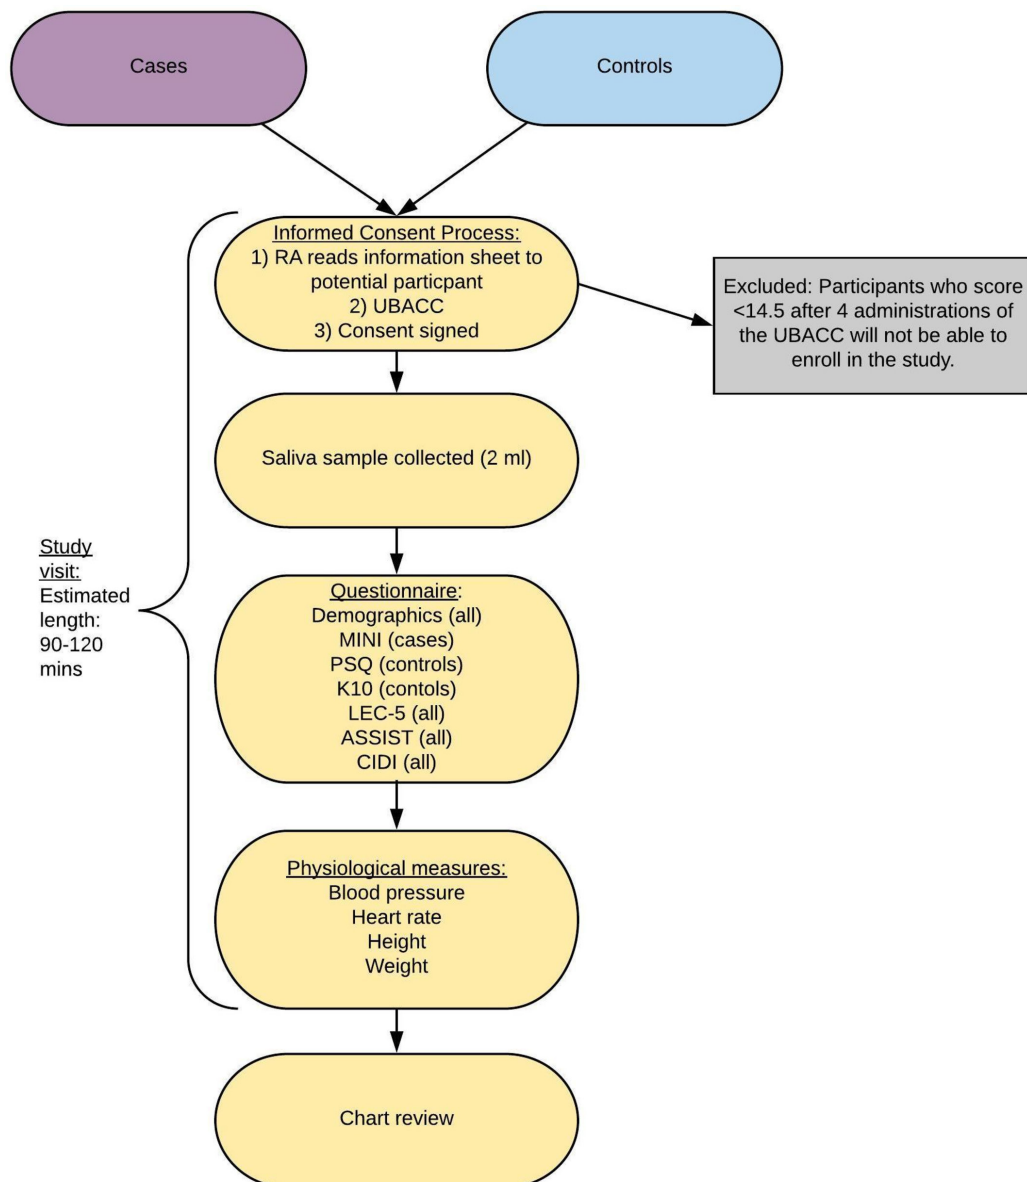 Cases
Controls
Informed Consent Process:
1) RA reads information sheet to
potential particpant
2) UBACC
3) Consent signed
Excluded: Participants who score
<14.5 after 4 administrations of
the UBACC will not be able to
enroll in the study.
Saliva sample collected (2 ml)
Study
visit:
Estimated
length:
90-120
mins
Questionnaire:
Demographics (all)
MINI (cases)
PSQ (controls)
K10 (contols)
LEC-5 (all)
ASSIST (all)
CIDI (all)
Physiological measures:
Blood pressure
Heart rate
Height
Weight
Chart review